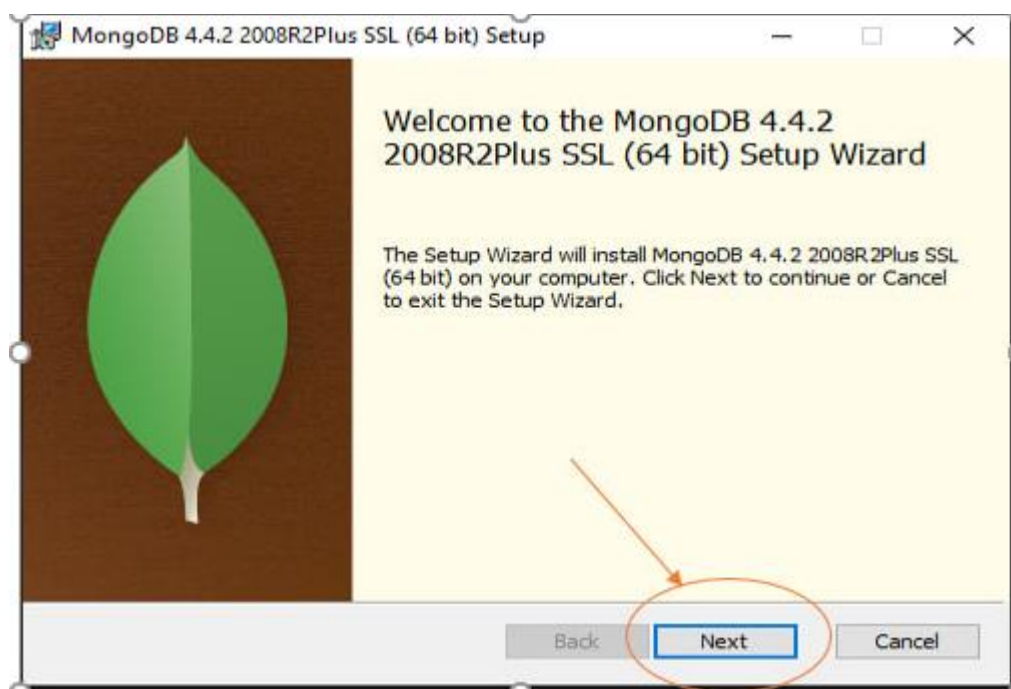 MongoDB 4.4.2 2008R2Plus SSL (64 bit) Setup
Welcome to the MongoDB 4.4.2
2008R2Plus SSL (64 bit) Setup Wizard
The Setup Wizard will install MongoDB 4.4.2 2008R2Plus SSL
(64 bit) on your computer. Click Next to continue or Cancel
to exit the Setup Wizard.
Back Next Cancel